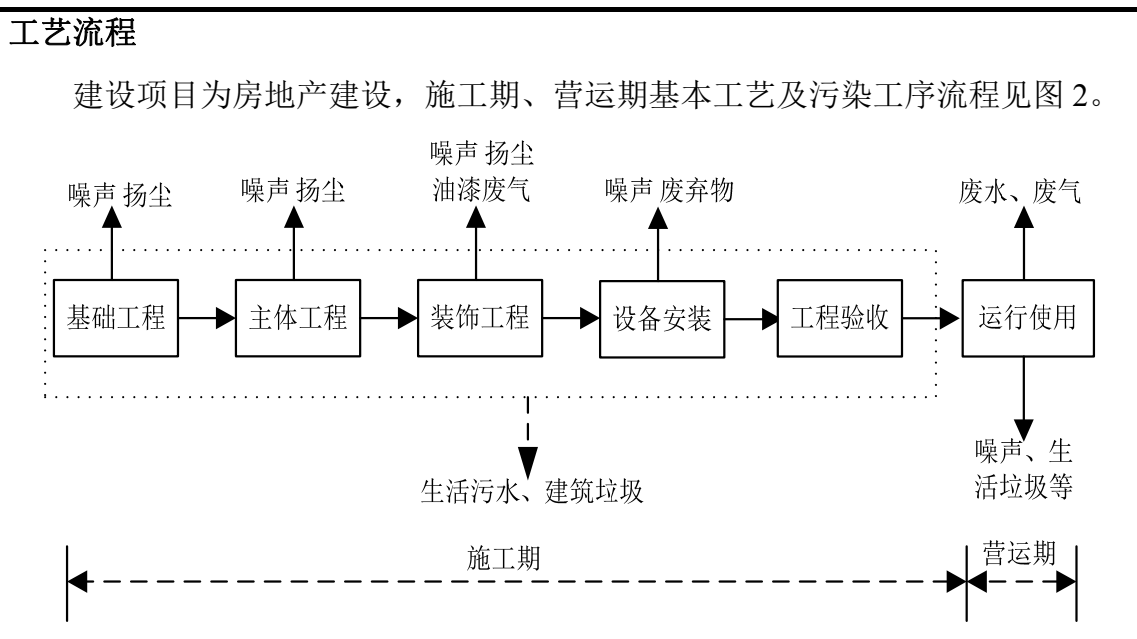 工艺流程
建设项目为房地产建设，施工期、营运期基本工艺及污染工序流程见图 2。
噪声 扬尘
噪声 扬尘
噪声 扬尘
油漆废气
噪声 废弃物
废水、废气
基础工程
主体工程
装饰工程
设备安装
工程验收
运行使用
噪声、生
活垃圾等
生活污水、建筑垃圾
施工期
营运期